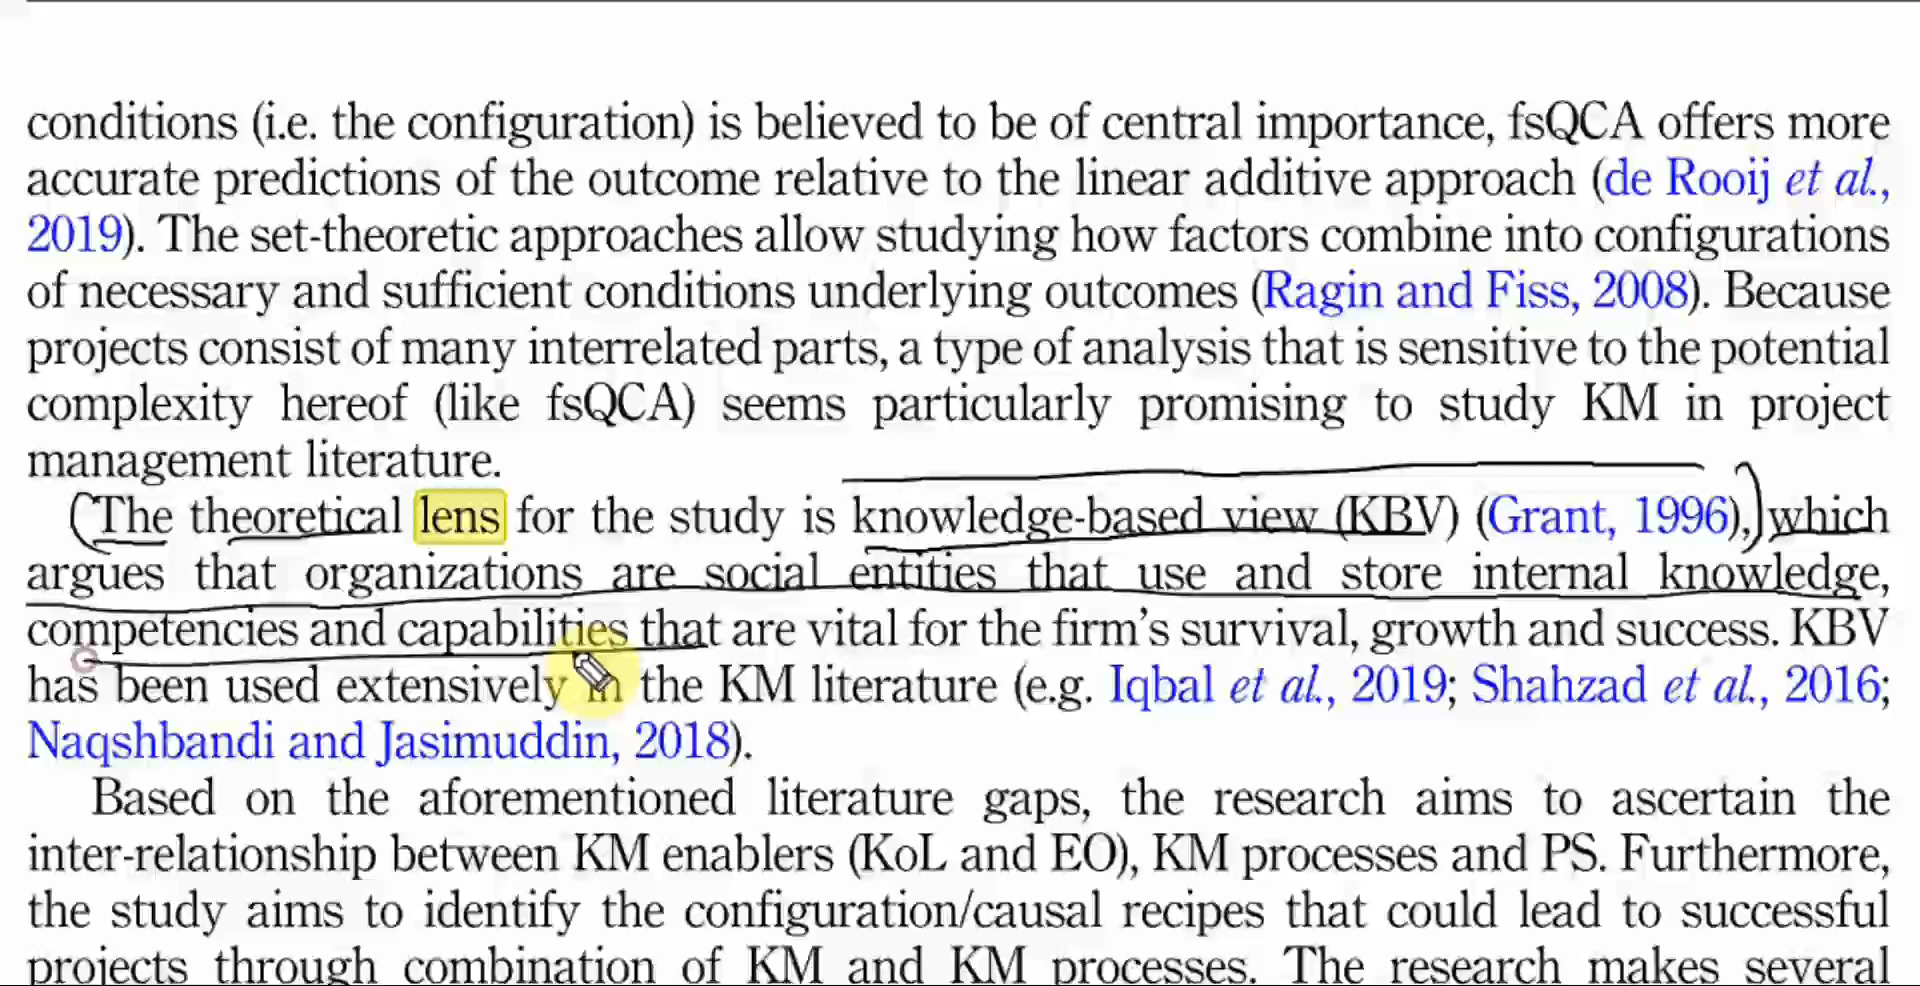 conditions (i.e. the configuration) is believed to be of central importance, fsQCA offers more
accurate predictions of the outcome relative to the linear additive approach (de Rooij et al.,
2019). The set-theoretic approaches allow studying how factors combine into configurations
of necessary and sufficient conditions underlying outcomes (Ragin and Fiss, 2008). Because
projects consist of many interrelated parts, a type of analysis that is sensitive to the potential
complexity hereof (like fsQCA) seems particularly promising to study KM in project
management literature.
The theoretical lens for the study is knowledge-based view (KBV) (Grant, 1996), which
argues that organizations are social entities that use and store internal knowledge,
competencies and capabilities that are vital for the firm's survival, growth and success. KBV
has been used extensively in the KM literature (e.g. Iqbal et al., 2019; Shahzad et al., 2016;
Naqshbandi and Jasimuddin, 2018).
Based on the aforementioned literature gaps, the research aims to ascertain the
inter-relationship between KM enablers (KoL and EO), KM processes and PS. Furthermore,
the study aims to identify the configuration/causal recipes that could lead to successful
projects through combination of KM and KM processes. The research makes several